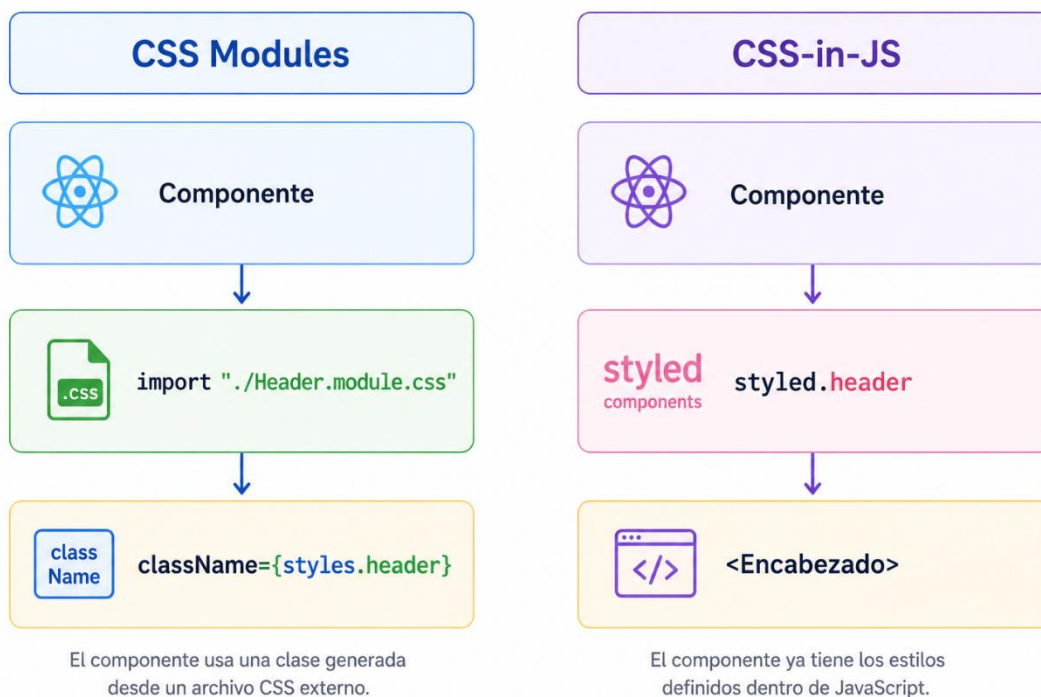 CSS Modules
Componente
.css
import "./Header.module.css"
class
Name
className={styles.header}
El componente usa una clase generada
desde un archivo CSS externo.
CSS-in-JS
Componente
styled
components
styled.header
</>
<Encabezado>
El componente ya tiene los estilos
definidos dentro de JavaScript.